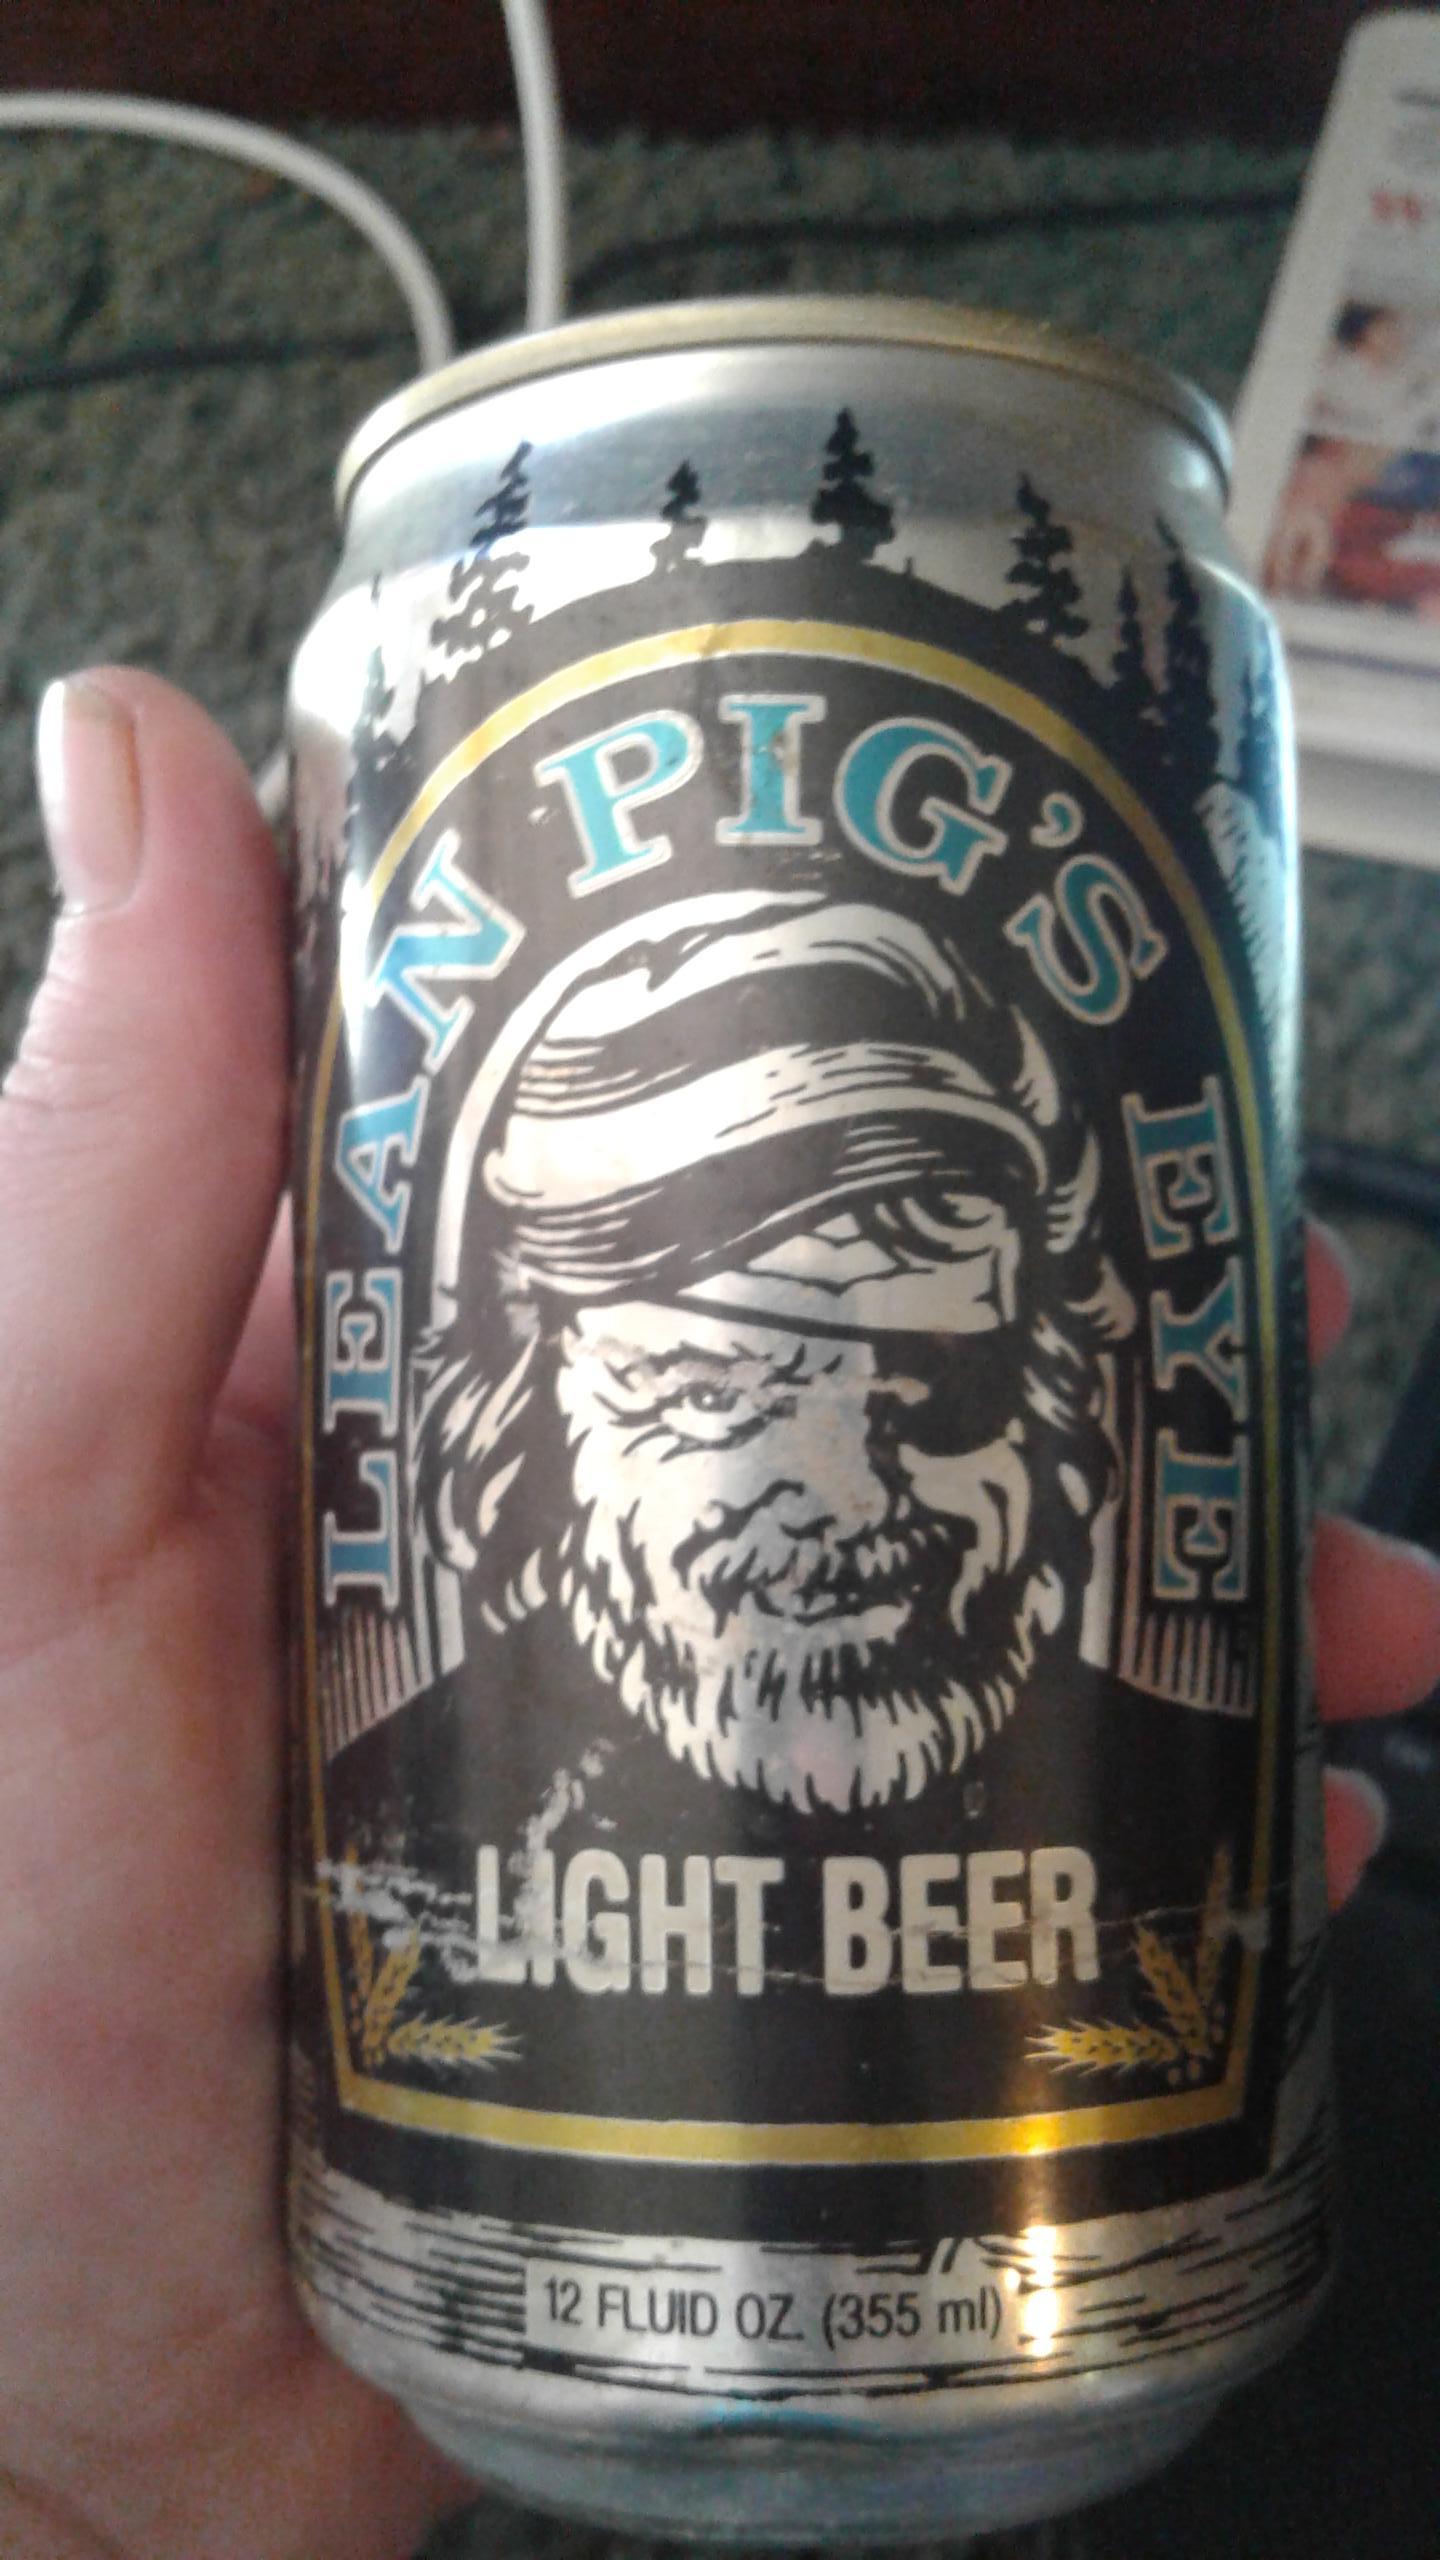 LEAN PIG'S EYE
LIGHT BEER
12 FLUID OZ. (355 ml)